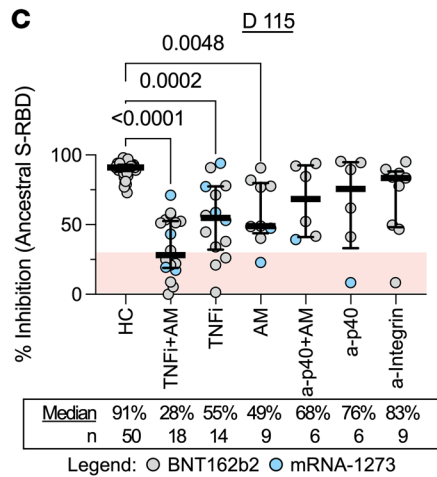 C
D 115
0.0048
0.0002
<0.0001
% Inhibition (Ancestral S-RBD)
100
50
0
HC
TNFi+AM
TNFi
AM
a-p40+AM
a-p40
a-Integrin
Median 91% 28% 55% 49% 68% 76% 83%
n 50 18 14 9 6 6 9
Legend: BNT162b2 mRNA-1273